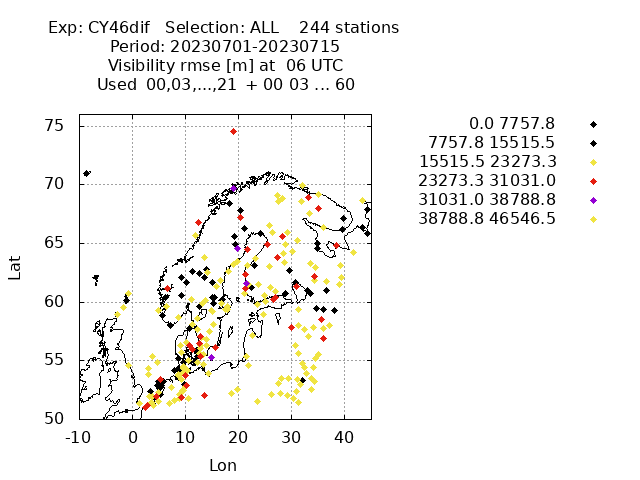 Exp: CY46dif   Selection: ALL    244 stations
Period: 20230701-20230715
Visibility rmse [m] at  06 UTC
Used  00,03,...,21  + 00 03 ... 60
0.0 7757.8
7757.8 15515.5
15515.5 23273.3
23273.3 31031.0
31031.0 38788.8
38788.8 46546.5
75
70
65
60
55
50
Lat
-10 0 10 20 30 40
Lon